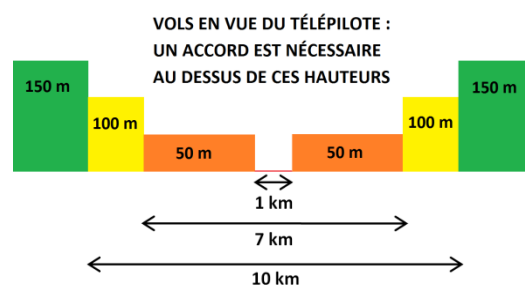 VOLS EN VUE DU TÉLÉPILOTE :
UN ACCORD EST NÉCESSAIRE
AU DESSUS DE CES HAUTEURS
150 m
150 m
100 m
100 m
50 m
50 m
1 km
7 km
10 km